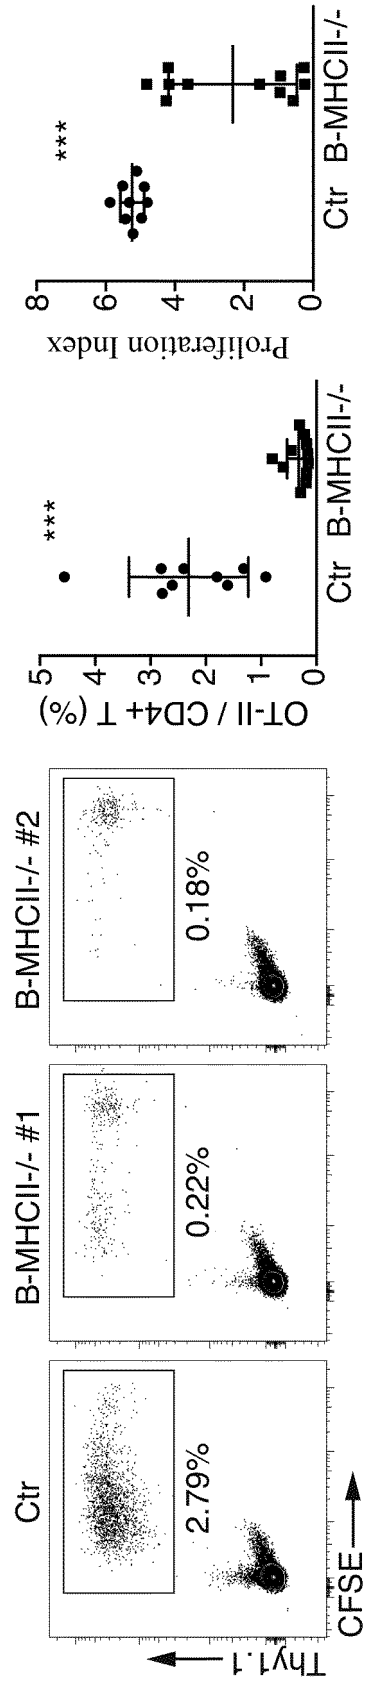 Ctr
B-MHCII-/- #1
B-MHCII-/- #2
2.79%
0.22%
0.18%
Thy1.1
CFSE
OT-II / CD4+ T (%)
5
4
3
2
1
0
***
Ctr B-MHCII-/-
Proliferation Index
8
6
4
2
0
***
Ctr B-MHCII-/-